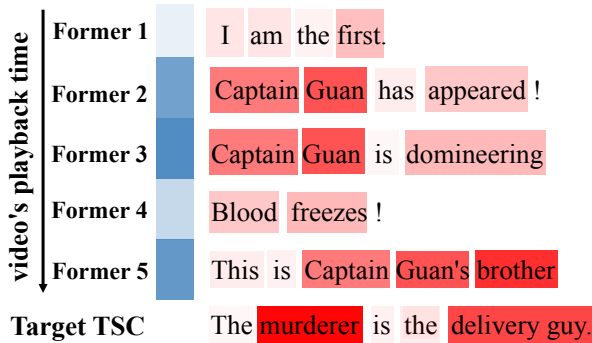 video's playback time
Former 1 I am the first.
Former 2 Captain Guan has appeared !
Former 3 Captain Guan is domineering
Former 4 Blood freezes !
Former 5 This is Captain Guan's brother
Target TSC The murderer is the delivery guy.